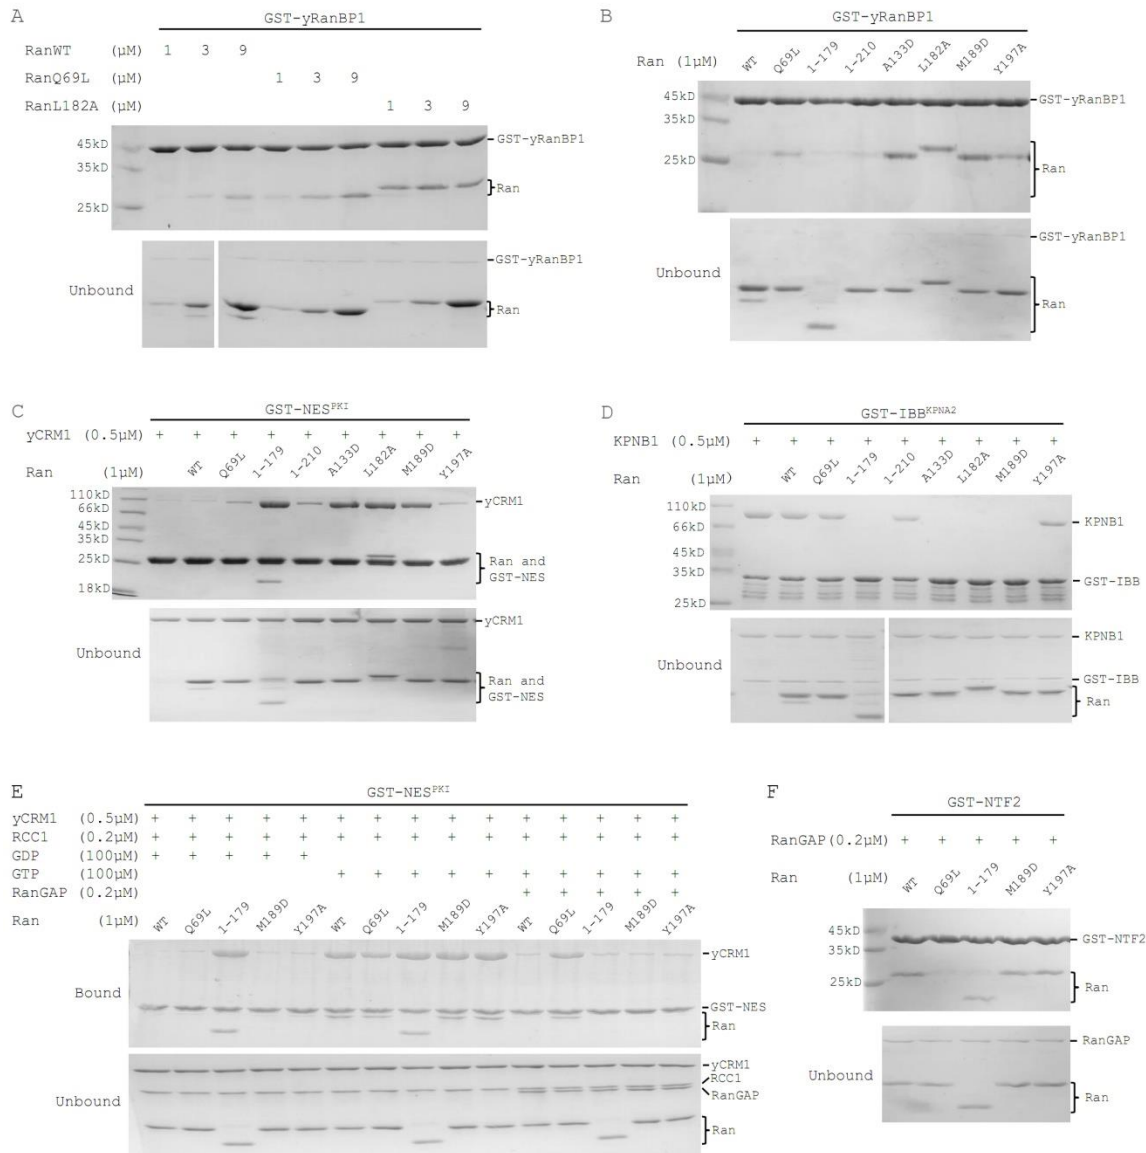 A
GST-yRanBP1
RanWT (μM) 1 3 9
RanQ69L (μM) 1 3 9
RanL182A (μM) 1 3 9
45kD
35kD
25kD
GST-yRanBP1
Ran
GST-yRanBP1
Unbound
Ran
B
GST-yRanBP1
Ran (1μM) WT Q69L 1-179 1-210 A133D L182A M189D Y197A
45kD
35kD
25kD
GST-yRanBP1
Ran
GST-yRanBP1
Unbound
Ran
C
GST-NESPKI
yCRM1 (0.5μM) + + + + + + + + +
Ran (1μM) WT Q69L 1-179 1-210 A133D L182A M189D Y197A
110kD
66kD
45kD
35kD
25kD
18kD
yCRM1
Ran and
GST-NES
yCRM1
Unbound
Ran and
GST-NES
D
GST-IBBKPNA2
KPNB1 (0.5μM) + + + + + + + + +
Ran (1μM) WT Q69L 1-179 1-210 A133D L182A M189D Y197A
110kD
66kD
45kD
35kD
25kD
KPNB1
GST-IBB
KPNB1
Unbound
GST-IBB
Ran
E
GST-NESPKI
yCRM1 (0.5μM) + + + + + + + + + + + + + + +
RCC1 (0.2μM) + + + + + + + + + + + + + + +
GDP (100μM) + + + + +
GTP (100μM) + + + + + + + + + +
RanGAP (0.2μM) + + + + +
Ran (1μM) WT Q69L 1-179 M189D Y197A WT Q69L 1-179 M189D Y197A WT Q69L 1-179 M189D Y197A
yCRM1
Bound
GST-NES
Ran
yCRM1
RCC1
RanGAP
Unbound
Ran
F
GST-NTF2
RanGAP(0.2μM) + + + + +
Ran (1μM) WT Q69L 1-179 M189D Y197A
45kD
35kD
25kD
GST-NTF2
Ran
RanGAP
Unbound
Ran